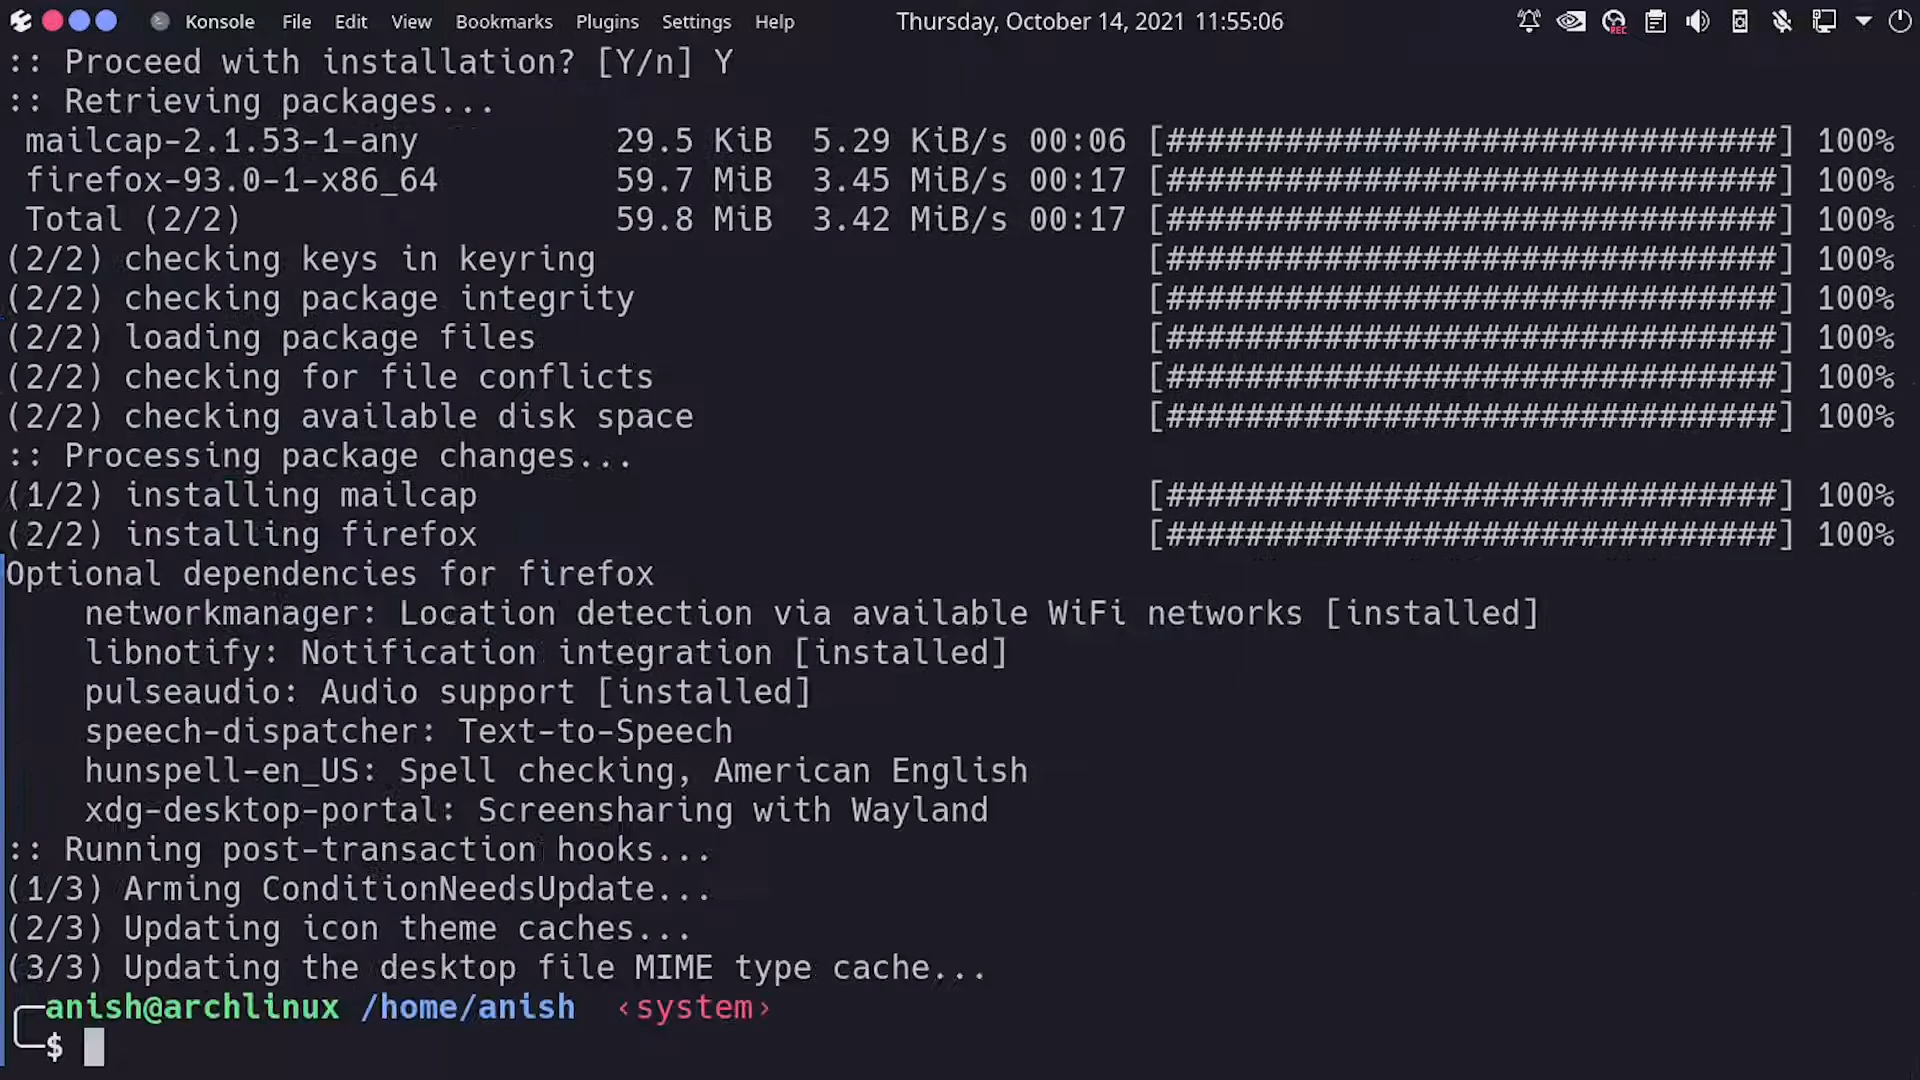 Konsole File Edit View Bookmarks Plugins Settings Help Thursday, October 14, 2021 11:55:06 REC
:: Proceed with installation? [Y/n] Y
:: Retrieving packages...
mailcap-2.1.53-1-any 29.5 KiB 5.29 KiB/s 00:06 [###############################] 100%
firefox-93.0-1-x86_64 59.7 MiB 3.45 MiB/s 00:17 [###############################] 100%
Total (2/2) 59.8 MiB 3.42 MiB/s 00:17 [###############################] 100%
(2/2) checking keys in keyring [###############################] 100%
(2/2) checking package integrity [###############################] 100%
(2/2) loading package files [###############################] 100%
(2/2) checking for file conflicts [###############################] 100%
(2/2) checking available disk space [###############################] 100%
:: Processing package changes...
(1/2) installing mailcap [###############################] 100%
(2/2) installing firefox [###############################] 100%
Optional dependencies for firefox
networkmanager: Location detection via available WiFi networks [installed]
libnotify: Notification integration [installed]
pulseaudio: Audio support [installed]
speech-dispatcher: Text-to-Speech
hunspell-en_US: Spell checking, American English
xdg-desktop-portal: Screensharing with Wayland
:: Running post-transaction hooks...
(1/3) Arming ConditionNeedsUpdate...
(2/3) Updating icon theme caches...
(3/3) Updating the desktop file MIME type cache...
╭─anish@archlinux /home/anish ‹system›
╰─$